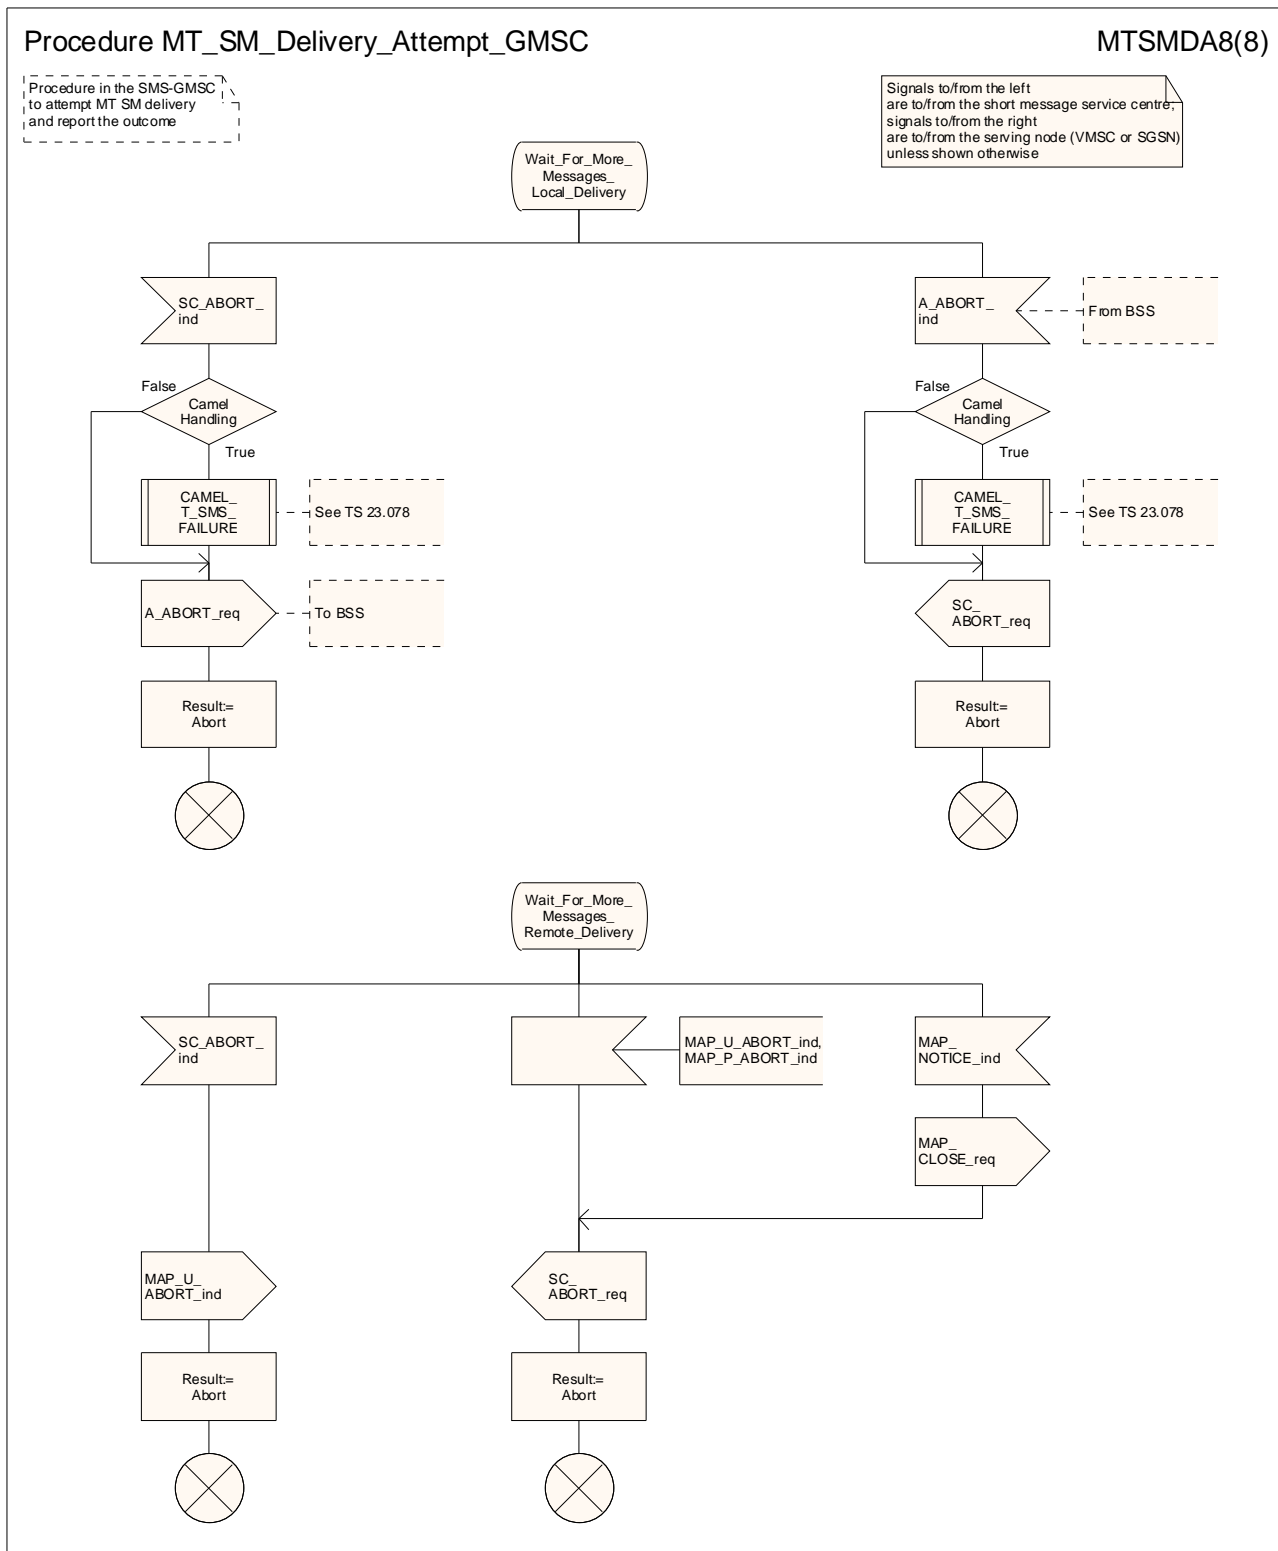 Procedure MT_SM_Delivery_Attempt_GMSC
MTSMDA8(8)
Procedure in the SMS-GMSC
to attempt MT SM delivery
and report the outcome
Signals to/from the left
are to/from the short message service centre;
signals to/from the right
are to/from the serving node (VMSC or SGSN)
unless shown otherwise
Wait_For_More_
Messages_
Local_Delivery
SC_ABORT_
ind
A_ABORT_
ind
From BSS
False
Camel
Handling
True
False
Camel
Handling
True
CAMEL_
T_SMS_
FAILURE
See TS 23.078
CAMEL_
T_SMS_
FAILURE
See TS 23.078
A_ABORT_req
To BSS
SC_
ABORT_req
Result:=
Abort
Result:=
Abort
Wait_For_More_
Messages_
Remote_Delivery
SC_ABORT_
ind
MAP_U_ABORT_ind,
MAP_P_ABORT_ind
MAP_
NOTICE_ind
MAP_
CLOSE_req
MAP_U_
ABORT_ind
SC_
ABORT_req
Result:=
Abort
Result:=
Abort